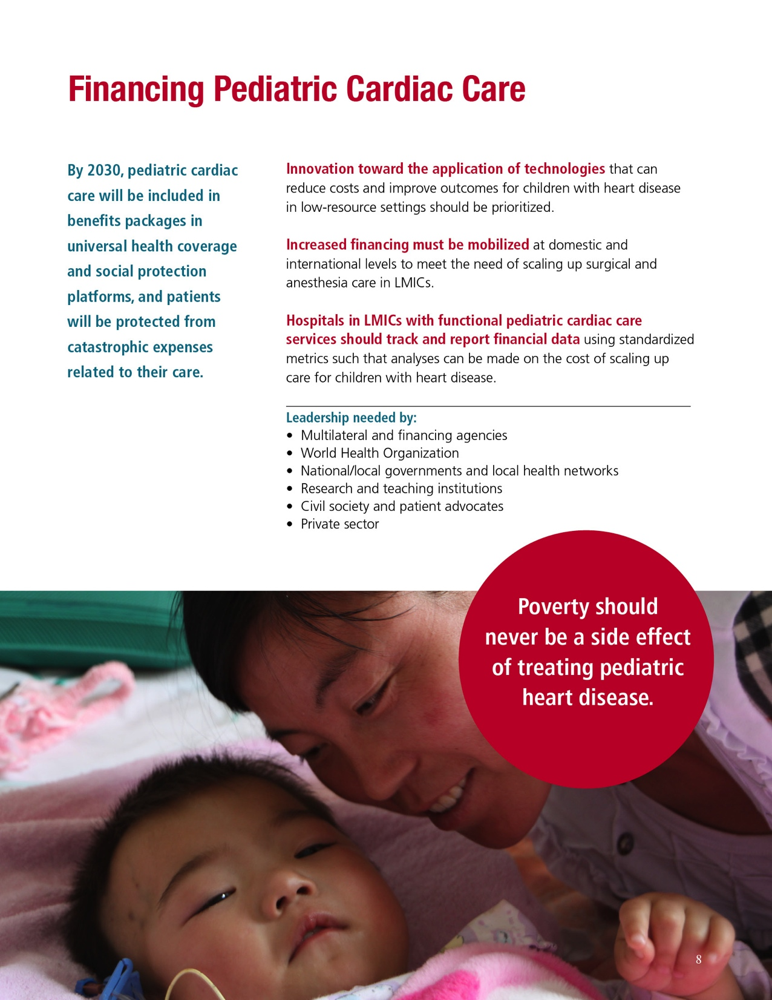 Financing Pediatric Cardiac Care
By 2030, pediatric cardiac
care will be included in
benefits packages in
universal health coverage
and social protection
platforms, and patients
will be protected from
catastrophic expenses
related to their care.
Innovation toward the application of technologies that can
reduce costs and improve outcomes for children with heart disease
in low-resource settings should be prioritized.
Increased financing must be mobilized at domestic and
international levels to meet the need of scaling up surgical and
anesthesia care in LMICs.
Hospitals in LMICs with functional pediatric cardiac care
services should track and report financial data using standardized
metrics such that analyses can be made on the cost of scaling up
care for children with heart disease.
Leadership needed by:
• Multilateral and financing agencies
• World Health Organization
• National/local governments and local health networks
• Research and teaching institutions
• Civil society and patient advocates
• Private sector
Poverty should
never be a side effect
of treating pediatric
heart disease.
8